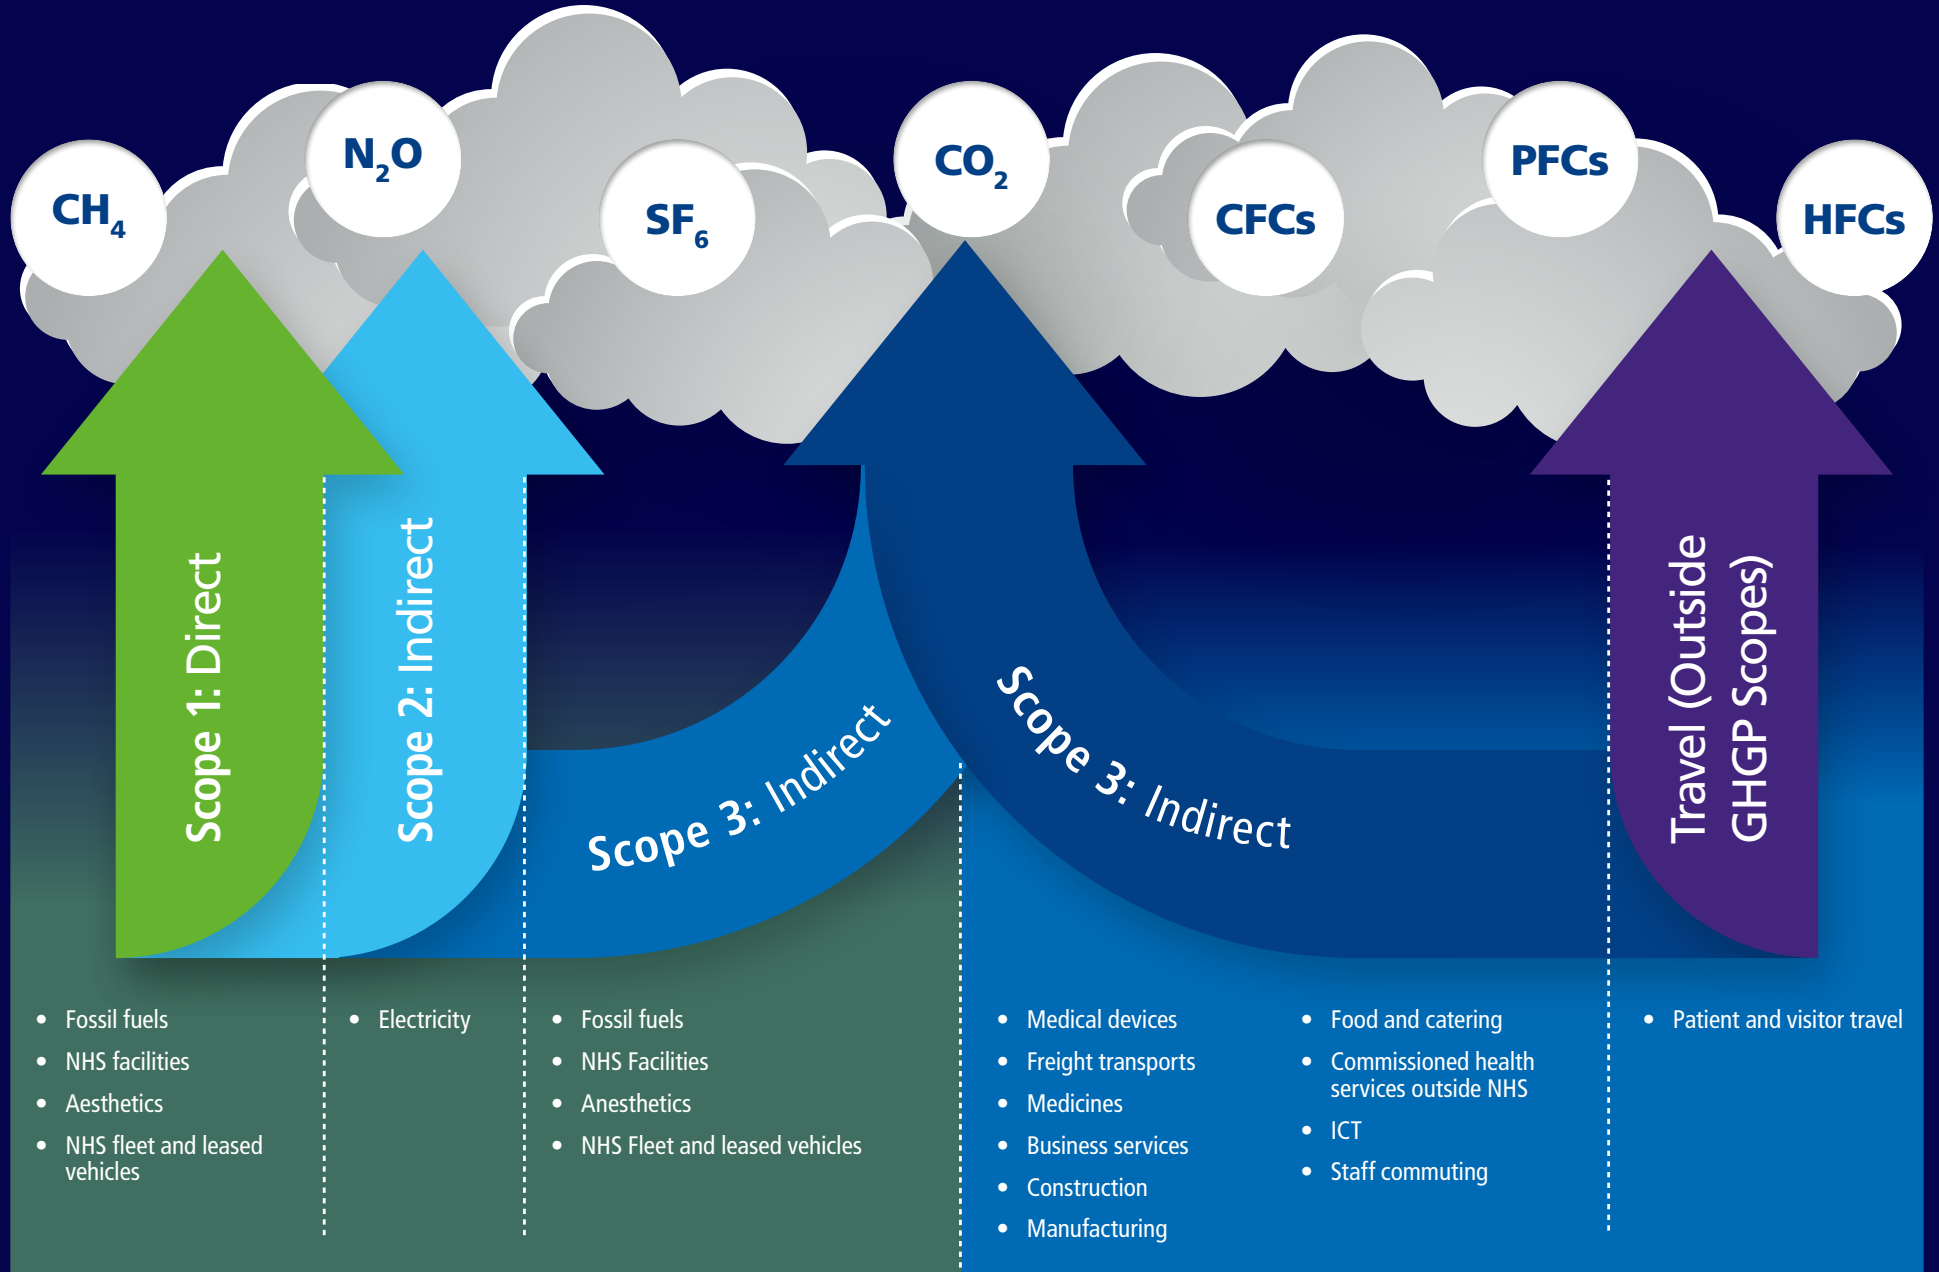 CH₄
N₂O
SF₆
CO₂
CFCs
PFCs
HFCs
Scope 1: Direct
Scope 2: Indirect
Scope 3: Indirect
Scope 3: Indirect
Travel (Outside
GHGP Scopes)
• Fossil fuels
• NHS facilities
• Aesthetics
• NHS fleet and leased
vehicles
• Electricity
• Fossil fuels
• NHS Facilities
• Anesthetics
• NHS Fleet and leased vehicles
• Medical devices
• Freight transports
• Medicines
• Business services
• Construction
• Manufacturing
• Food and catering
• Commissioned health
services outside NHS
• ICT
• Staff commuting
• Patient and visitor travel